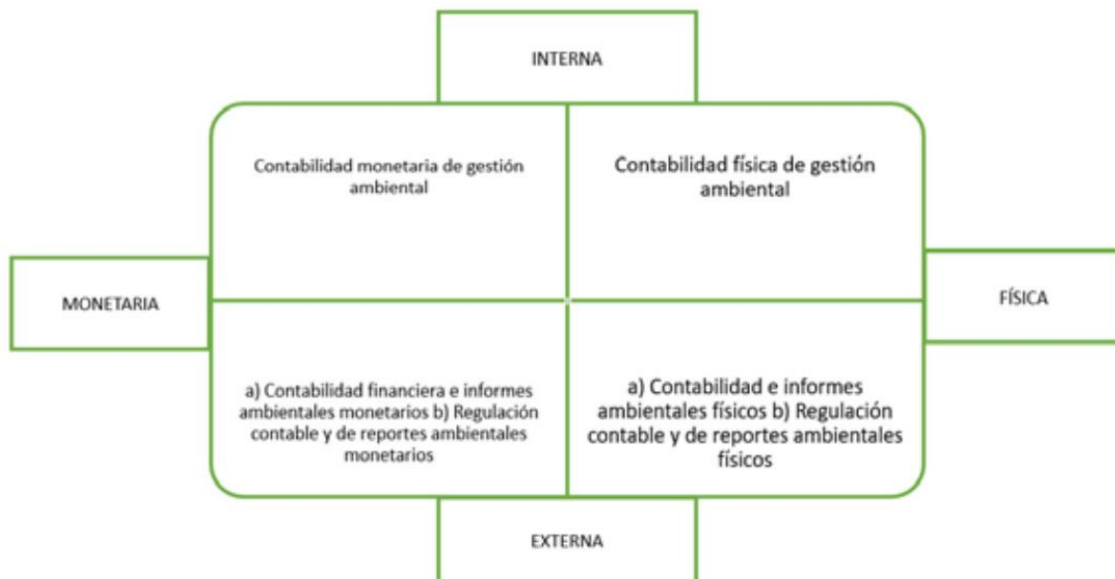 INTERNA
Contabilidad monetaria de gestión
ambiental
Contabilidad física de gestión
ambiental
MONETARIA
FÍSICA
a) Contabilidad financiera e informes
ambientales monetarios b) Regulación
contable y de reportes ambientales
monetarios
a) Contabilidad e informes
ambientales físicos b) Regulación
contable y de reportes ambientales
físicos
EXTERNA